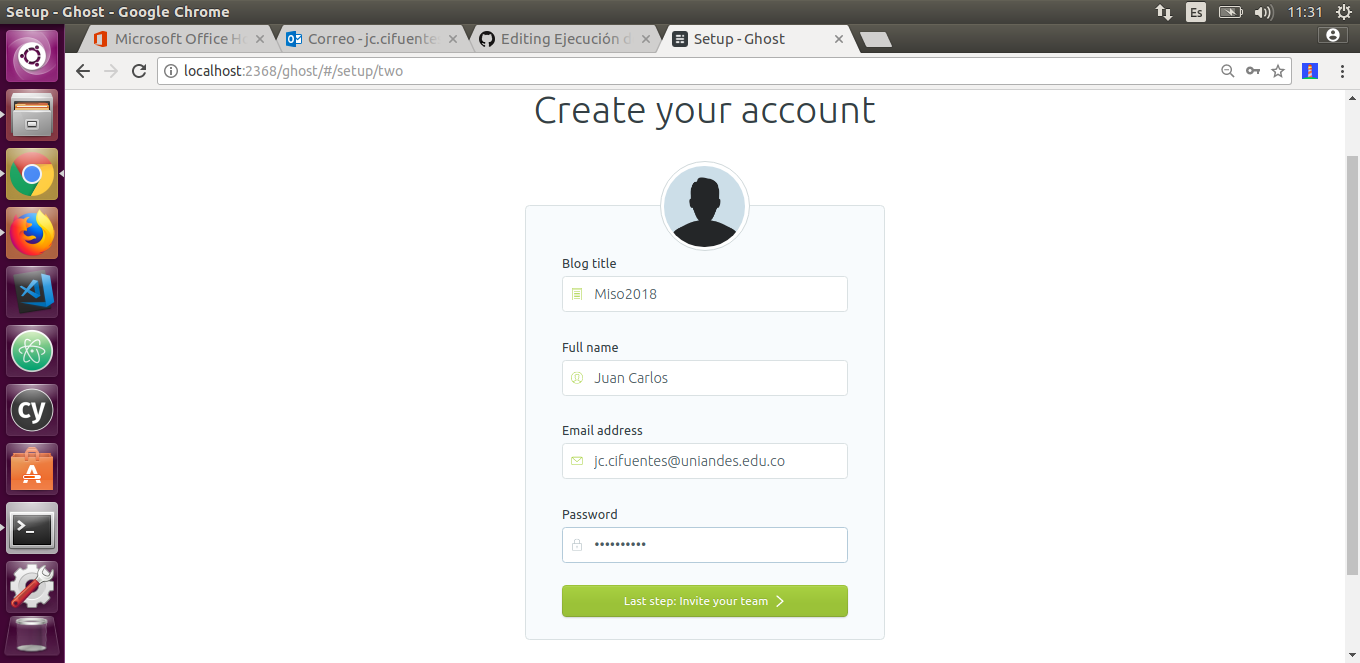 Setup - Ghost - Google Chrome
Es
11:31
Microsoft Office H
Correo - jc.cifuente
Editing Ejecución d
Setup - Ghost
localhost:2368/ghost/#/setup/two
Create your account
Blog title
Miso2018
Full name
Juan Carlos
Email address
jc.cifuentes@uniandes.edu.co
Password
••••••••••
Last step: Invite your team
cy